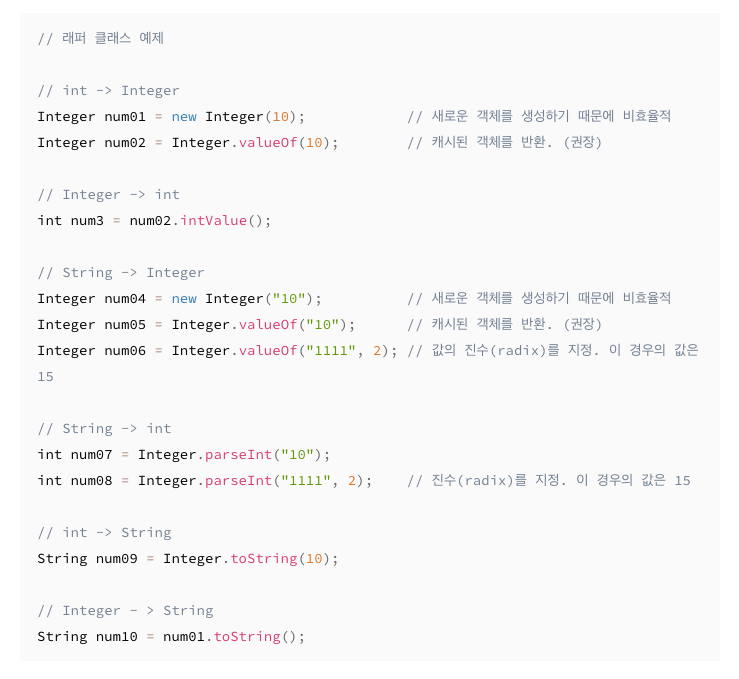 // 래퍼 클래스 예제
// int -> Integer
Integer num01 = new Integer(10);            // 새로운 객체를 생성하기 때문에 비효율적
Integer num02 = Integer.valueOf(10);        // 캐시된 객체를 반환. (권장)
// Integer -> int
int num3 = num02.intValue();
// String -> Integer
Integer num04 = new Integer("10");          // 새로운 객체를 생성하기 때문에 비효율적
Integer num05 = Integer.valueOf("10");      // 캐시된 객체를 반환. (권장)
Integer num06 = Integer.valueOf("1111", 2); // 값의 진수(radix)를 지정. 이 경우의 값은
15
// String -> int
int num07 = Integer.parseInt("10");
int num08 = Integer.parseInt("1111", 2);    // 진수(radix)를 지정. 이 경우의 값은 15
// int -> String
String num09 = Integer.toString(10);
// Integer - > String
String num10 = num01.toString();